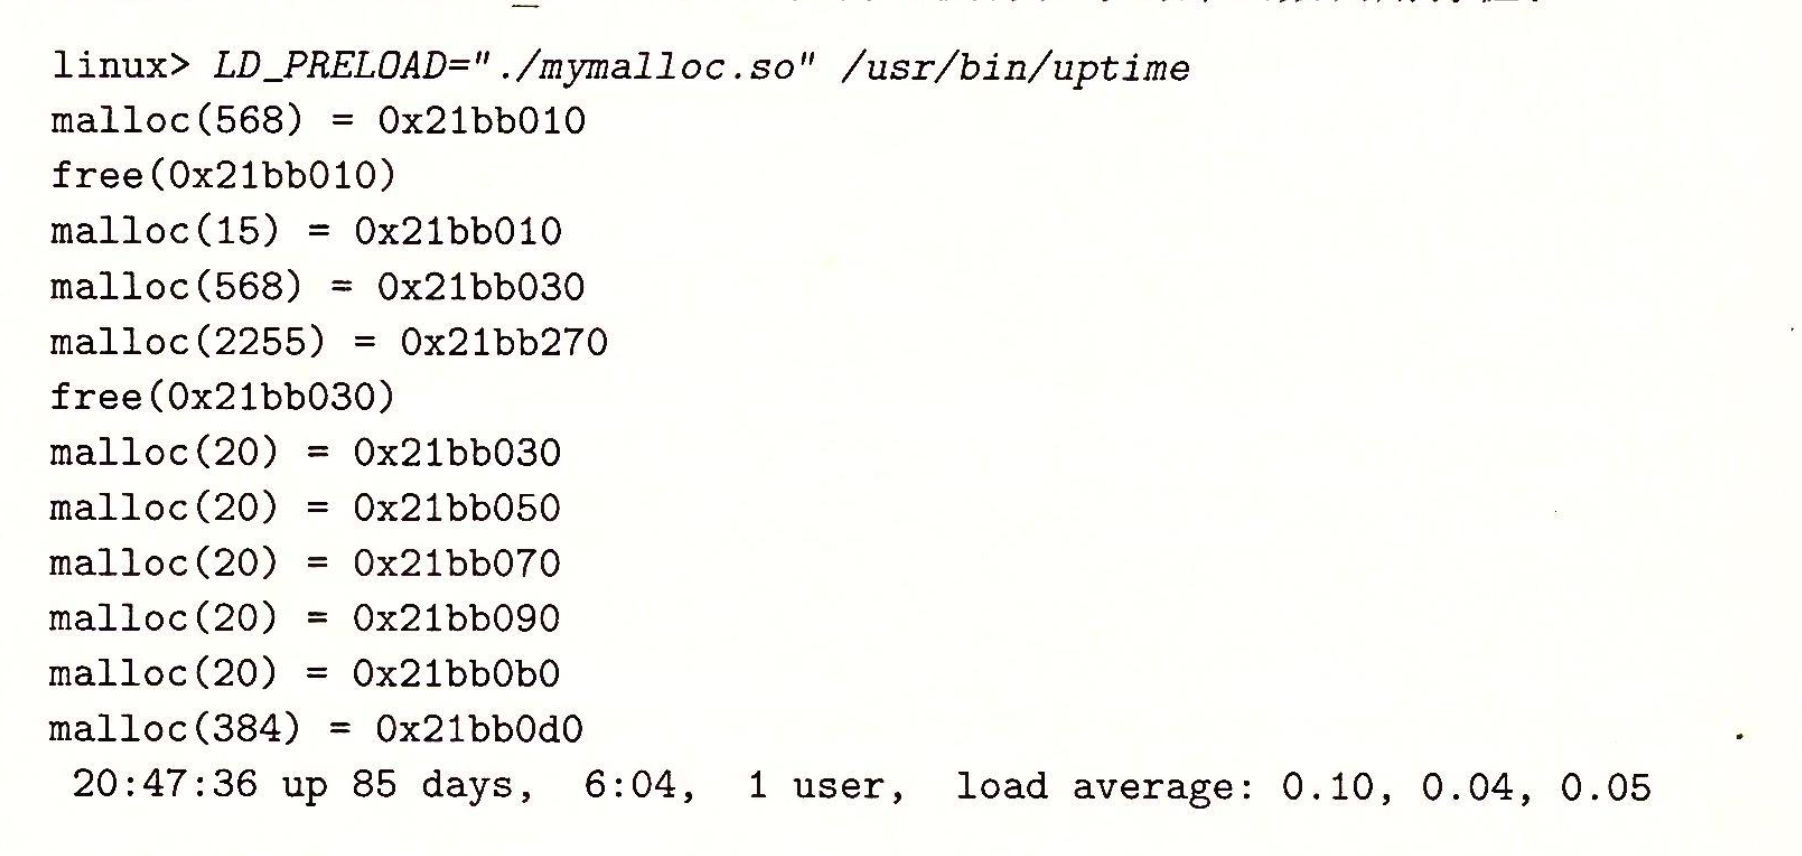 linux> LD_PRELOAD="./mymalloc.so" /usr/bin/uptime
malloc(568) = 0x21bb010
free(0x21bb010)
malloc(15) = 0x21bb010
malloc(568) = 0x21bb030
malloc(2255) = 0x21bb270
free(0x21bb030)
malloc(20) = 0x21bb030
malloc(20) = 0x21bb050
malloc(20) = 0x21bb070
malloc(20) = 0x21bb090
malloc(20) = 0x21bb0b0
malloc(384) = 0x21bb0d0
20:47:36 up 85 days,  6:04,  1 user,  load average: 0.10, 0.04, 0.05